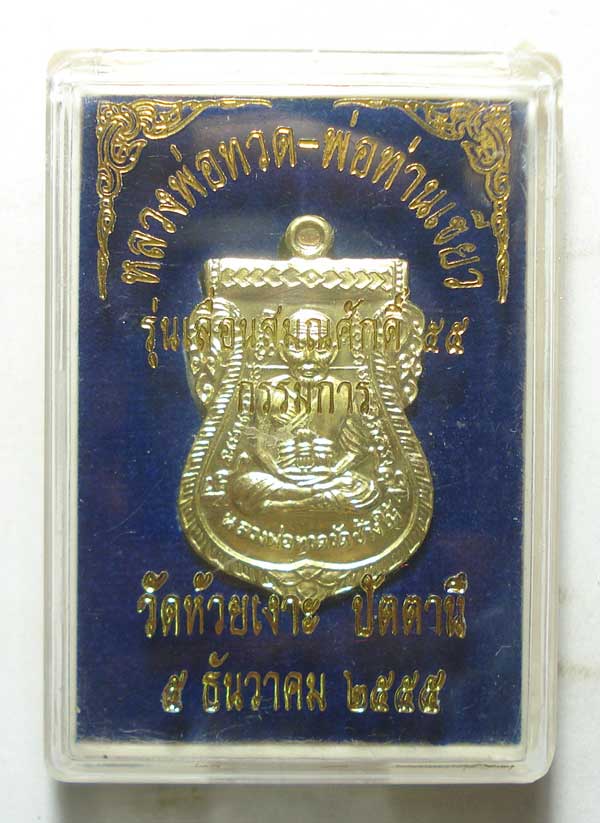 หลวงพ่อทวด-พ่อท่านเขียว
รุ่นเลื่อนสมณศักดิ์ ๕๕
กรรมการ
หลวงพ่อทวดวัดช้างให้
วัดห้วยเงาะ ปัตตานี
๕ ธันวาคม ๒๕๕๕